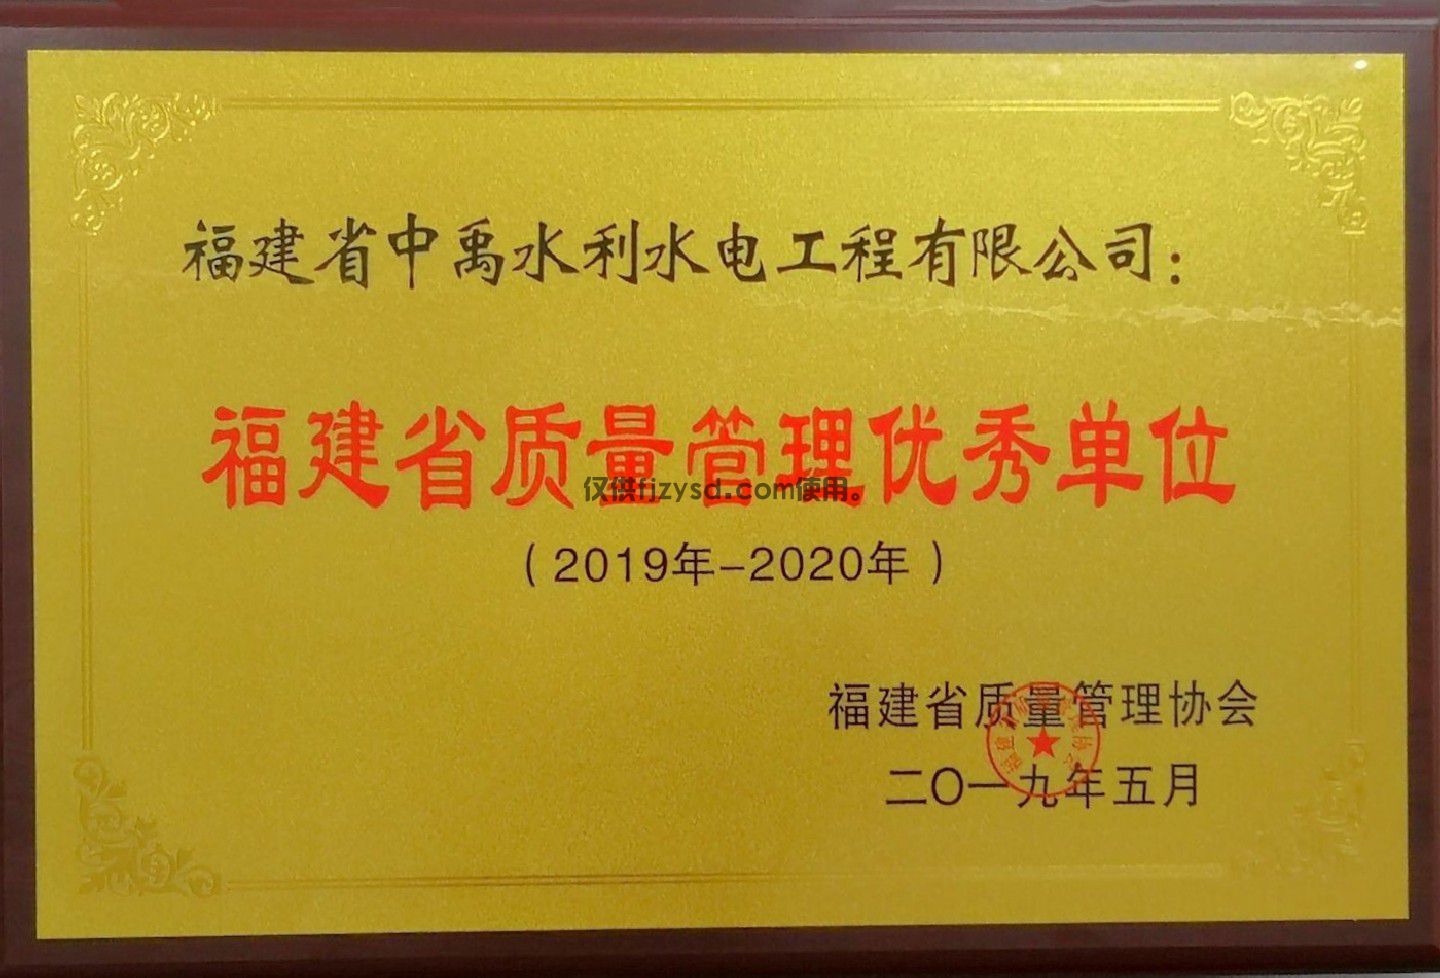 福建省中禹水利水电工程有限公司：
福建省质量管理优秀单位
仅供fjzysd.com使用。
（2019年-2020年）
福建省质量管理协会
二〇一九年五月